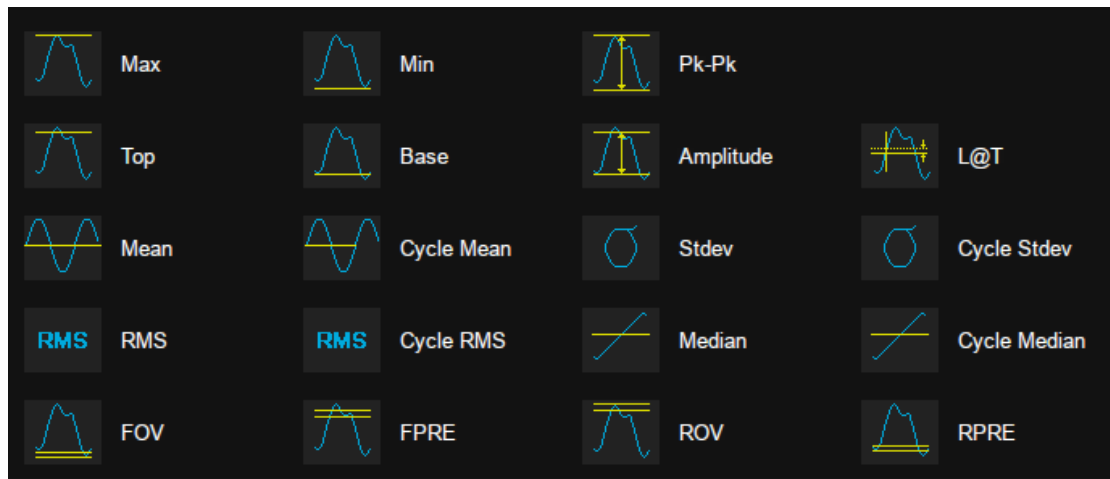 Max Min Pk-Pk
Top Base Amplitude L@T
Mean Cycle Mean Stdev Cycle Stdev
RMS RMS RMS Cycle RMS Median Cycle Median
FOV FPRE ROV RPRE